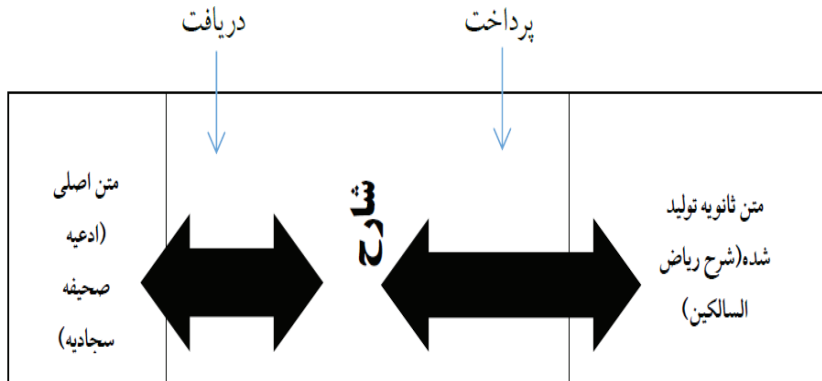 پرداخت
دریافت
متن ثانویه تولید
شده(شرح ریاض
السالکین)
شارح
متن اصلی
(ادعیه
صحیفه
سجادیه)